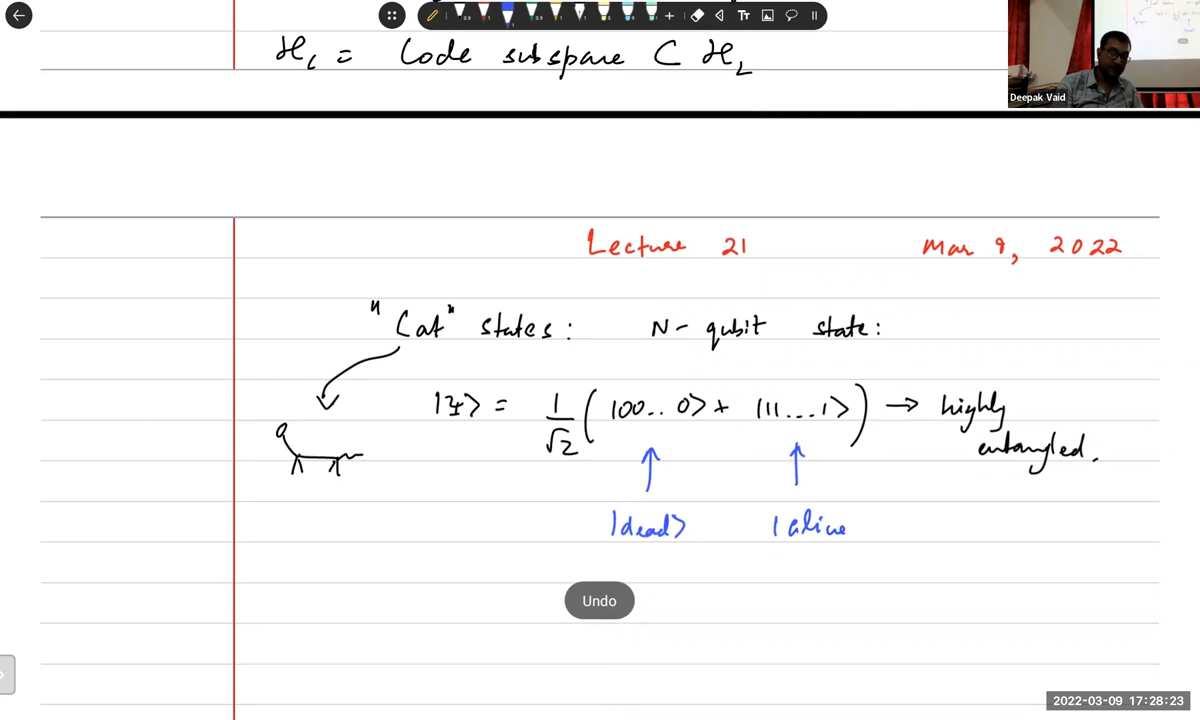 H_C = Code subspace ⊂ H_L
Deepak Vaid
Lecture 21 Mar 9, 2022
"Cat" states: N-qubit state:
|Ψ> = 1/√2 (|00..0> + |11...1>) → highly entangled.
|dead> |alive
Undo
2022-03-09 17:28:23